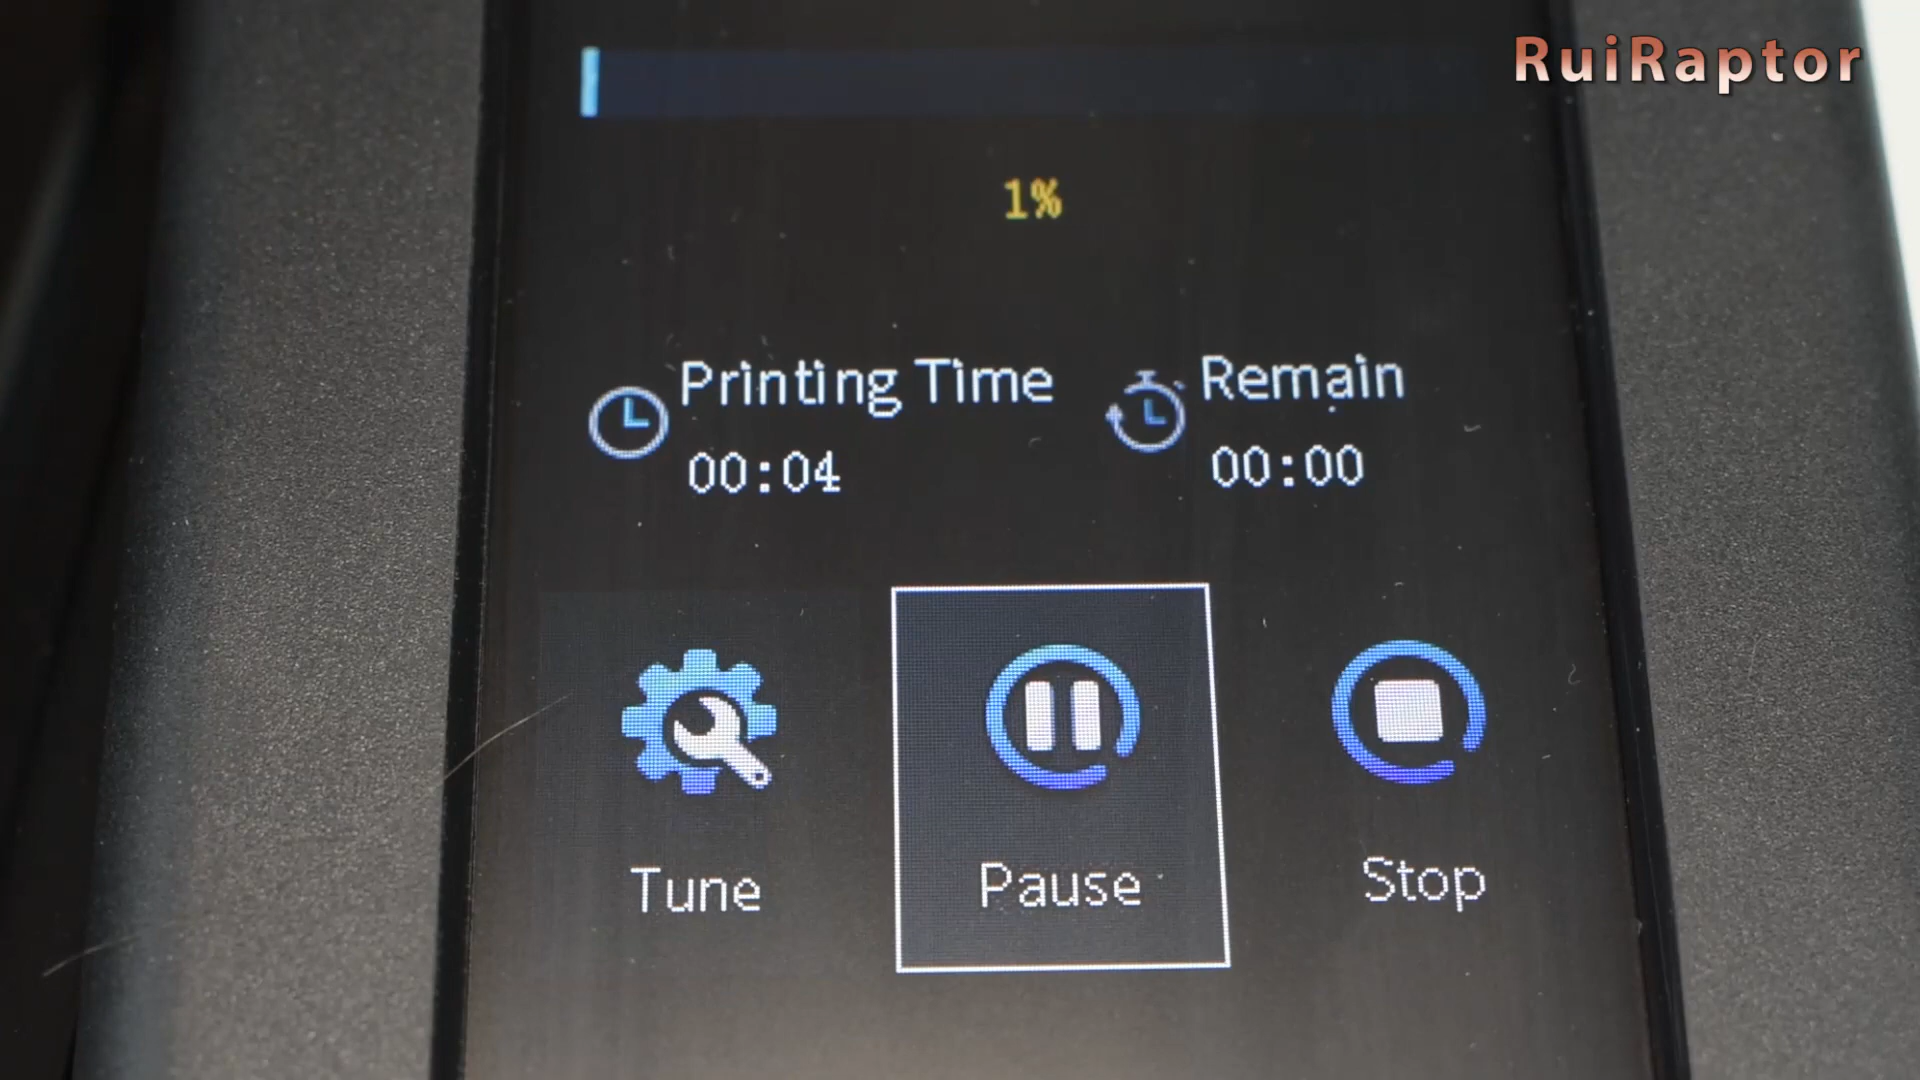 RuiRaptor
1%
Printing Time
00:04
Remain
00:00
Tune
Pause
Stop